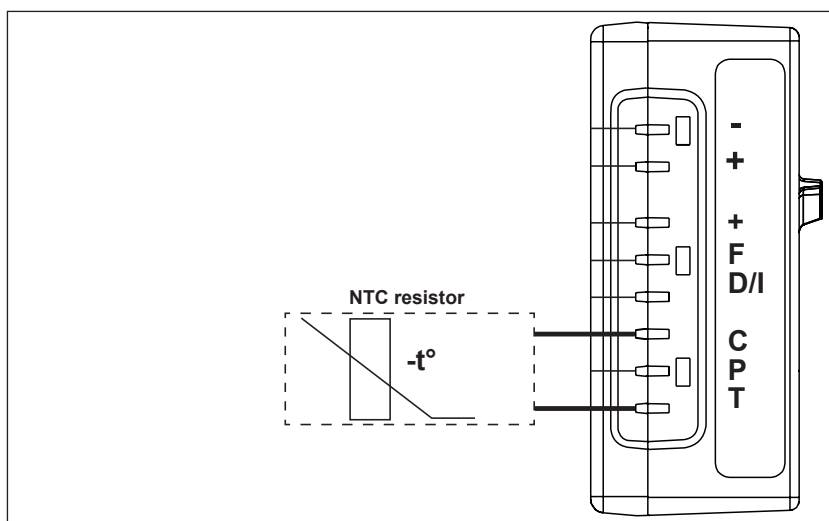 -
+
+
F
D/I
NTC resistor
-t°
C
P
T